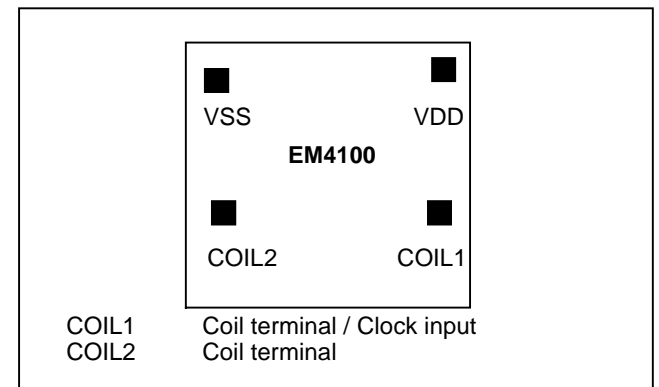 VSS VDD
EM4100
COIL2 COIL1
COIL1 Coil terminal / Clock input
COIL2 Coil terminal